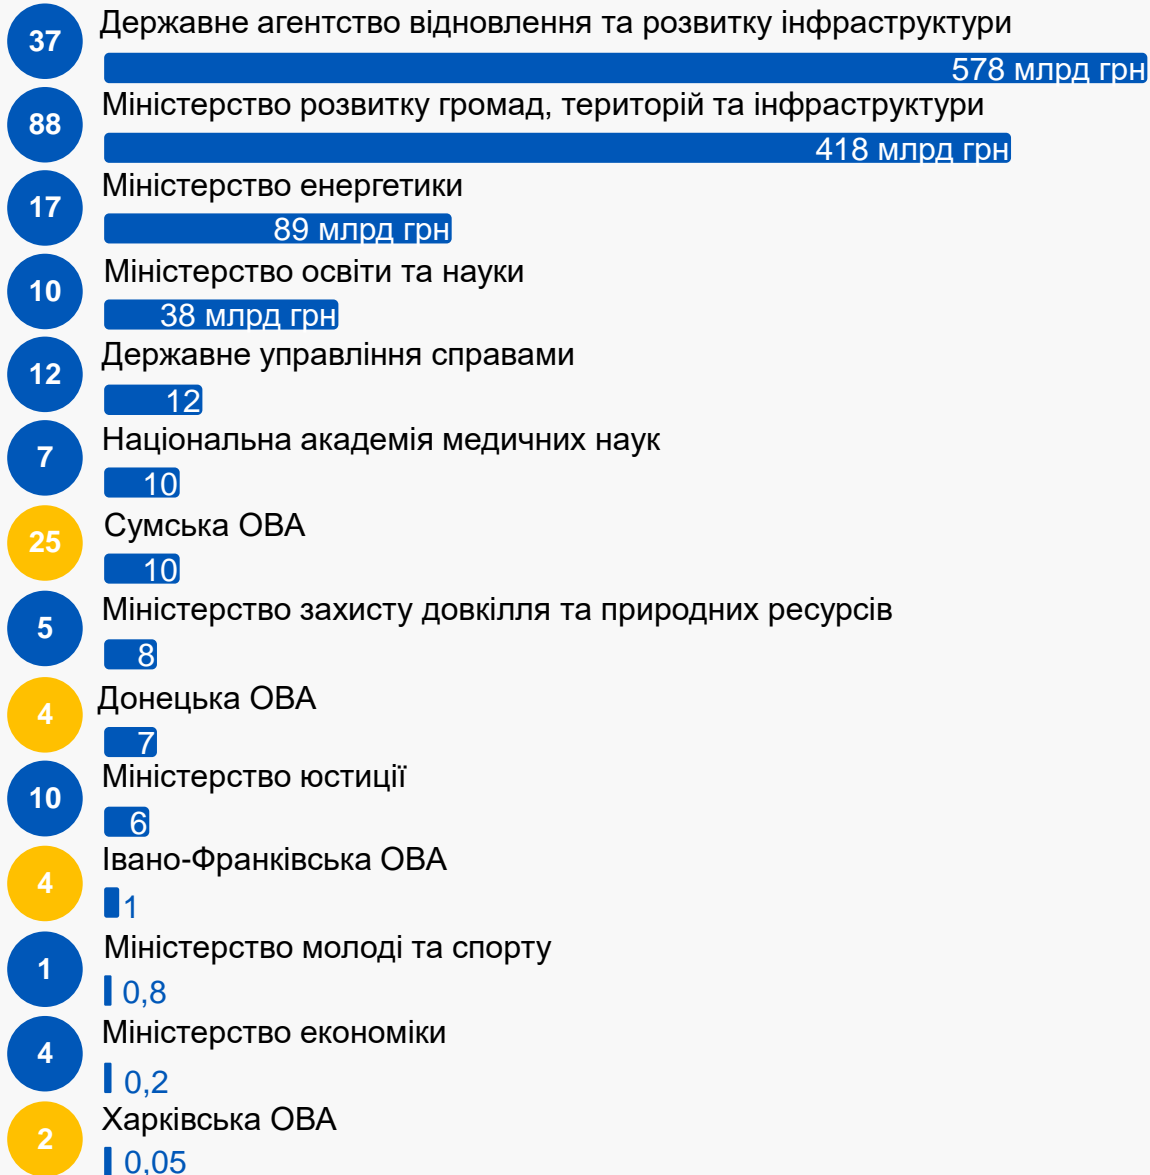 37
Державне агентство відновлення та розвитку інфраструктури
578 млрд грн
88
Міністерство розвитку громад, територій та інфраструктури
418 млрд грн
17
Міністерство енергетики
89 млрд грн
10
Міністерство освіти та науки
38 млрд грн
12
Державне управління справами
12
7
Національна академія медичних наук
10
25
Сумська ОВА
10
5
Міністерство захисту довкілля та природних ресурсів
8
4
Донецька ОВА
7
10
Міністерство юстиції
6
4
Івано-Франківська ОВА
1
1
Міністерство молоді та спорту
0,8
4
Міністерство економіки
0,2
2
Харківська ОВА
0,05